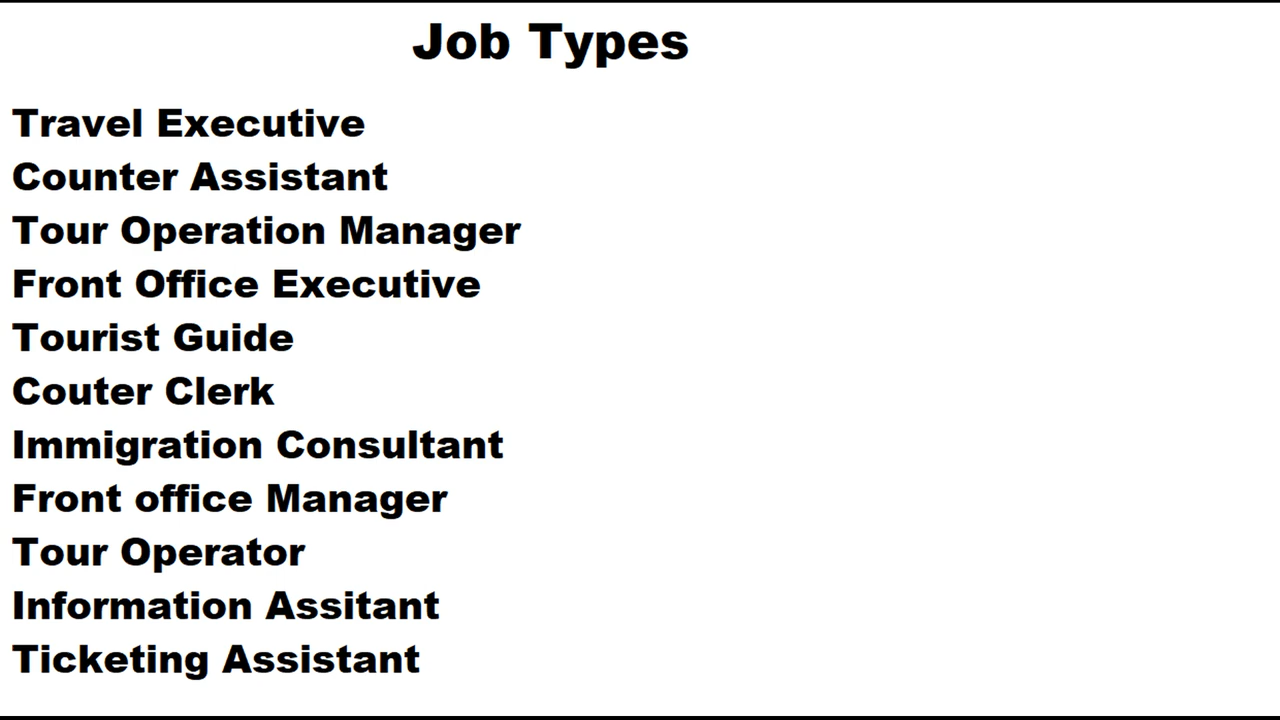 Job Types
Travel Executive
Counter Assistant
Tour Operation Manager
Front Office Executive
Tourist Guide
Couter Clerk
Immigration Consultant
Front office Manager
Tour Operator
Information Assitant
Ticketing Assistant